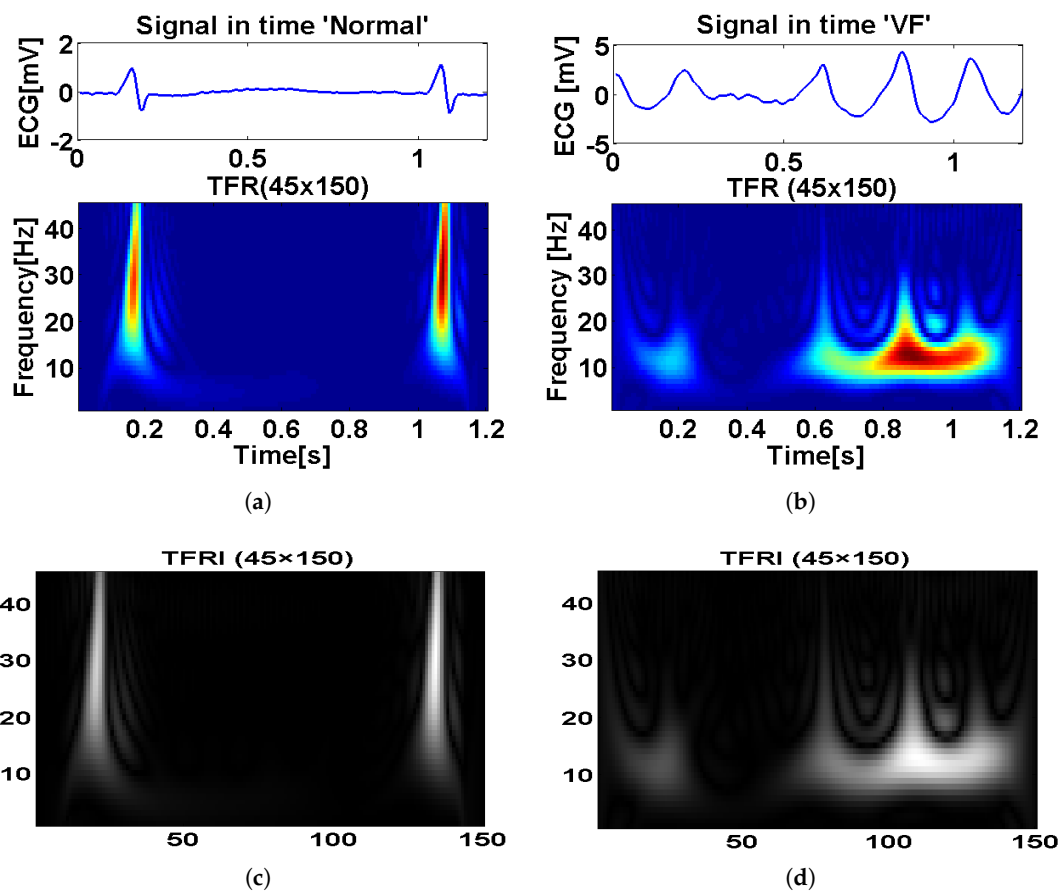 Signal in time 'Normal'
ECG[mV]
2
0
-2
0
0.5
1
TFR(45x150)
Frequency[Hz]
40
30
20
10
0.2
0.4
0.6
0.8
1
1.2
Time[s]
(a)
Signal in time 'VF'
ECG [mV]
5
0
-5
0
0.5
1
TFR (45x150)
Frequency [Hz]
40
30
20
10
0.2
0.4
0.6
0.8
1
1.2
Time[s]
(b)
TFRI (45×150)
40
30
20
10
50
100
150
(c)
TFRI (45×150)
40
30
20
10
50
100
150
(d)